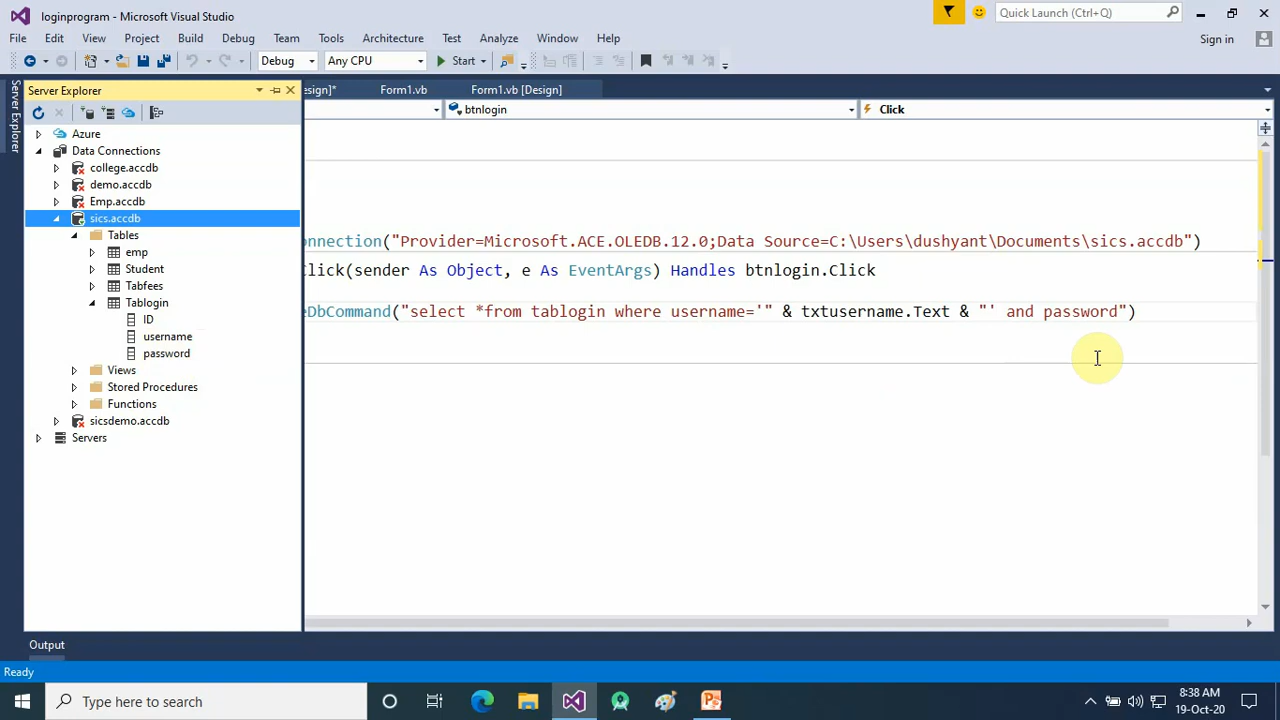 loginprogram - Microsoft Visual Studio
Quick Launch (Ctrl+Q)
File Edit View Project Build Debug Team Tools Architecture Test Analyze Window Help
Sign in
Debug Any CPU Start
Server Explorer
Server Explorer
esign]* Form1.vb Form1.vb [Design]
btnlogin Click
Azure
Data Connections
college.accdb
demo.accdb
Emp.accdb
sics.accdb
Tables
emp
Student
Tabfees
Tablogin
ID
username
password
Views
Stored Procedures
Functions
sicsdemo.accdb
Servers
onnection("Provider=Microsoft.ACE.OLEDB.12.0;Data Source=C:\Users\dushyant\Documents\sics.accdb")
Click(sender As Object, e As EventArgs) Handles btnlogin.Click
eDbCommand("select *from tablogin where username='" & txtusername.Text & "' and password")
Output
Ready
Type here to search
8:38 AM
19-Oct-20